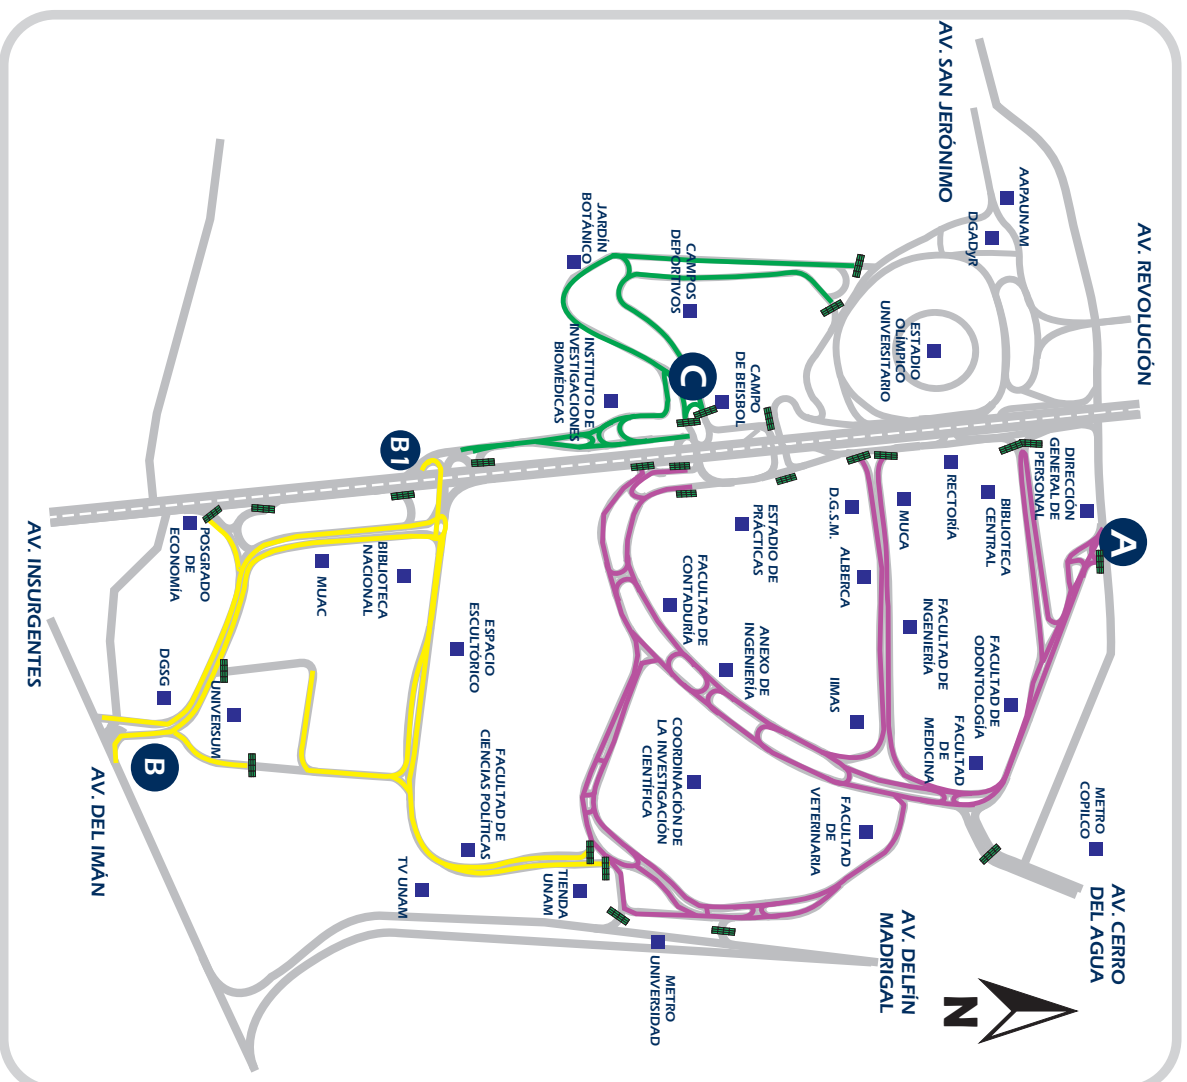 AV. SAN JERÓNIMO
AV. REVOLUCIÓN
AAPAUNAM
DGADyR
ESTADIO
OLÍMPICO
UNIVERSITARIO
JARDÍN
BOTÁNICO
CAMPOS
DEPORTIVOS
CAMPO
DE BEISBOL
C
INSTITUTO DE
INVESTIGACIONES
BIOMÉDICAS
B1
DIRECCIÓN
GENERAL DE
PERSONAL
A
BIBLIOTECA
CENTRAL
RECTORÍA
MUCA
D.G.S.M.
ALBERCA
ESTADIO DE
PRÁCTICAS
FACULTAD DE
CONTADURÍA
ANEXO DE
INGENIERÍA
FACULTAD DE
INGENIERÍA
FACULTAD DE
ODONTOLOGÍA
IIMAS
FACULTAD
DE
MEDICINA
FACULTAD
DE
VETERINARIA
COORDINACIÓN DE
LA INVESTIGACIÓN
CIENTÍFICA
METRO
COPILCO
AV. CERRO
DEL AGUA
AV. DELFÍN
MADRIGAL
N
METRO
UNIVERSIDAD
TIENDA
UNAM
TV UNAM
FACULTAD DE
CIENCIAS POLÍTICAS
ESPACIO
ESCULTÓRICO
BIBLIOTECA
NACIONAL
MUAC
POSGRADO
DE
ECONOMÍA
DGSG
UNIVERSUM
B
AV. INSURGENTES
AV. DEL IMÁN